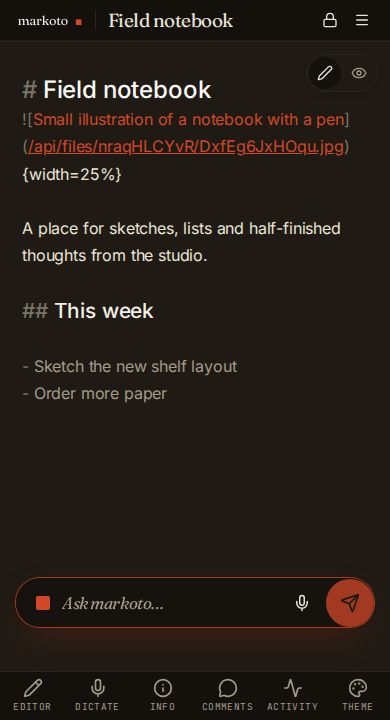 markoto
Field notebook
# Field notebook
![Small illustration of a notebook with a pen]
(/api/files/nraqHLCYvR/DxfEg6JxHOqu.jpg)
{width=25%}
A place for sketches, lists and half-finished
thoughts from the studio.
## This week
- Sketch the new shelf layout
- Order more paper
Ask markoto...
EDITOR DICTATE INFO COMMENTS ACTIVITY THEME